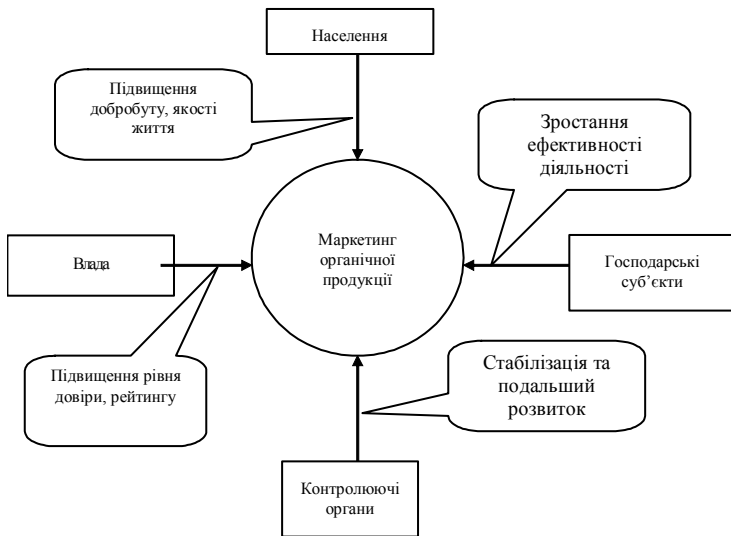 Населення
Підвищення
добробуту, якості
життя
Зростання
ефективності
діяльності
Маркетинг
органічної
продукції
Влада
Господарські
суб’єкти
Підвищення рівня
довіри, рейтингу
Стабілізація та
подальший
розвиток
Контролюючі
органи